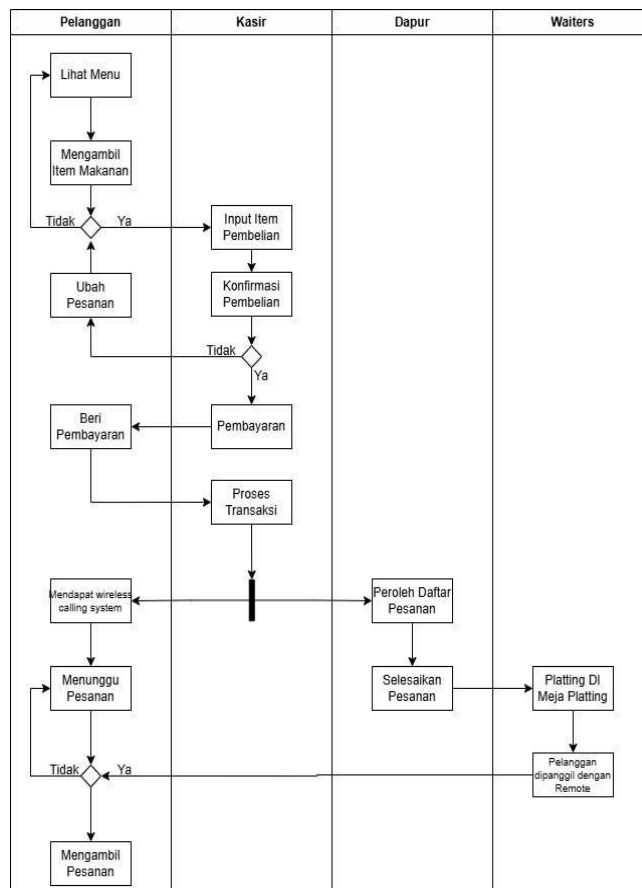 Pelanggan
Kasir
Dapur
Waiters
Lihat Menu
Mengambil
Item Makanan
Tidak
Ya
Input Item
Pembelian
Ubah
Pesanan
Konfirmasi
Pembelian
Tidak
Ya
Beri
Pembayaran
Pembayaran
Proses
Transaksi
Mendapat wireless
calling system
Peroleh Daftar
Pesanan
Menunggu
Pesanan
Selesaikan
Pesanan
Platting DI
Meja Platting
Tidak
Ya
Pelanggan
dipanggil dengan
Remote
Mengambil
Pesanan